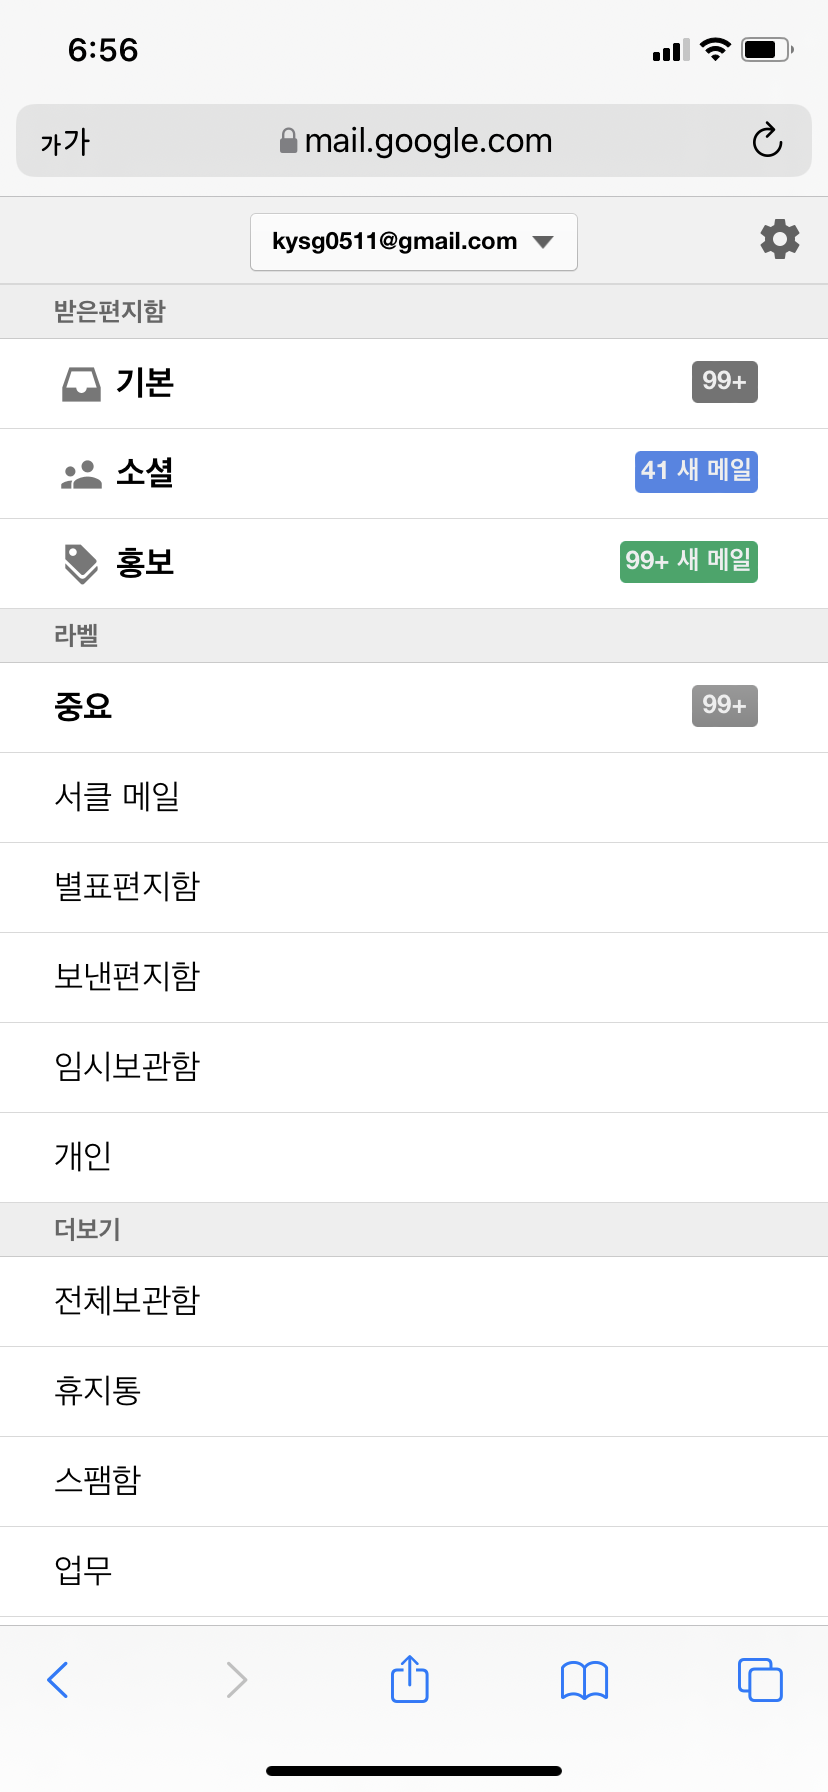 6:56
가가 mail.google.com
kysg0511@gmail.com
받은편지함
기본 99+
소셜 41 새 메일
홍보 99+ 새 메일
라벨
중요 99+
서클 메일
별표편지함
보낸편지함
임시보관함
개인
더보기
전체보관함
휴지통
스팸함
업무